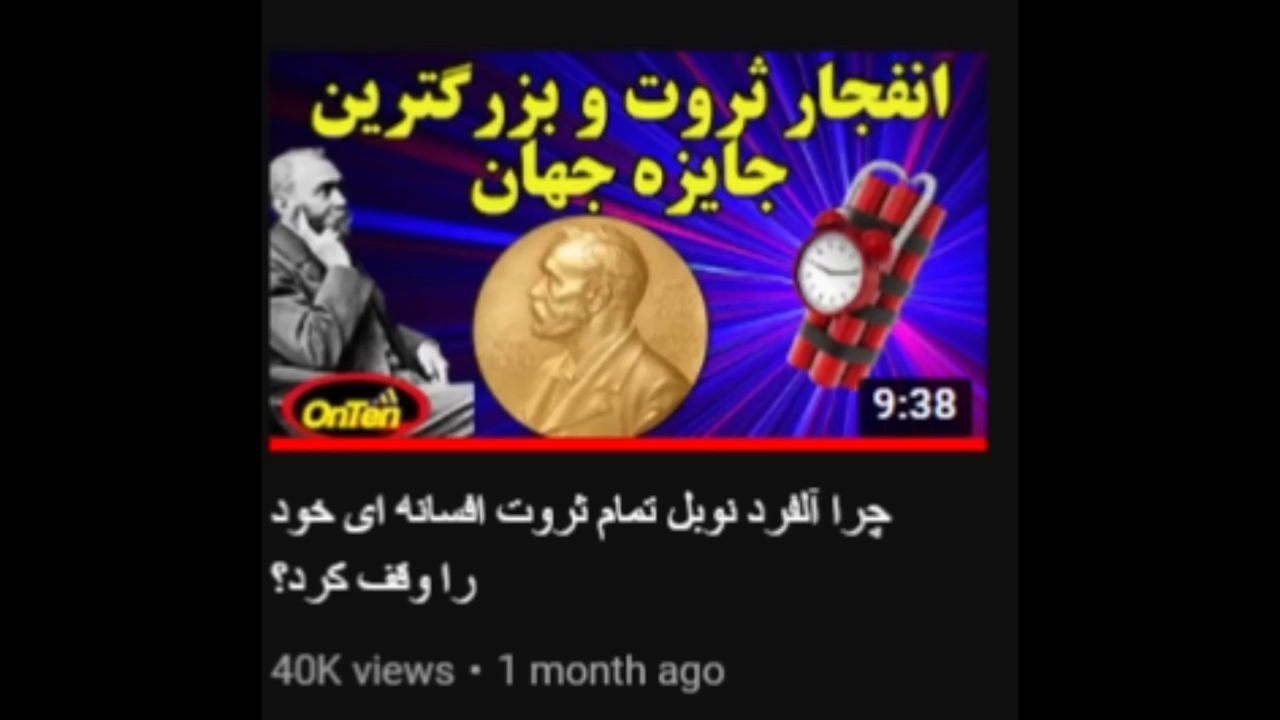 انفجار ثروت و بزرگترین
جایزه جهان
OnTen
9:38
چرا آلفرد نوبل تمام ثروت افسانه ای خود
را وقف کرد؟
40K views • 1 month ago